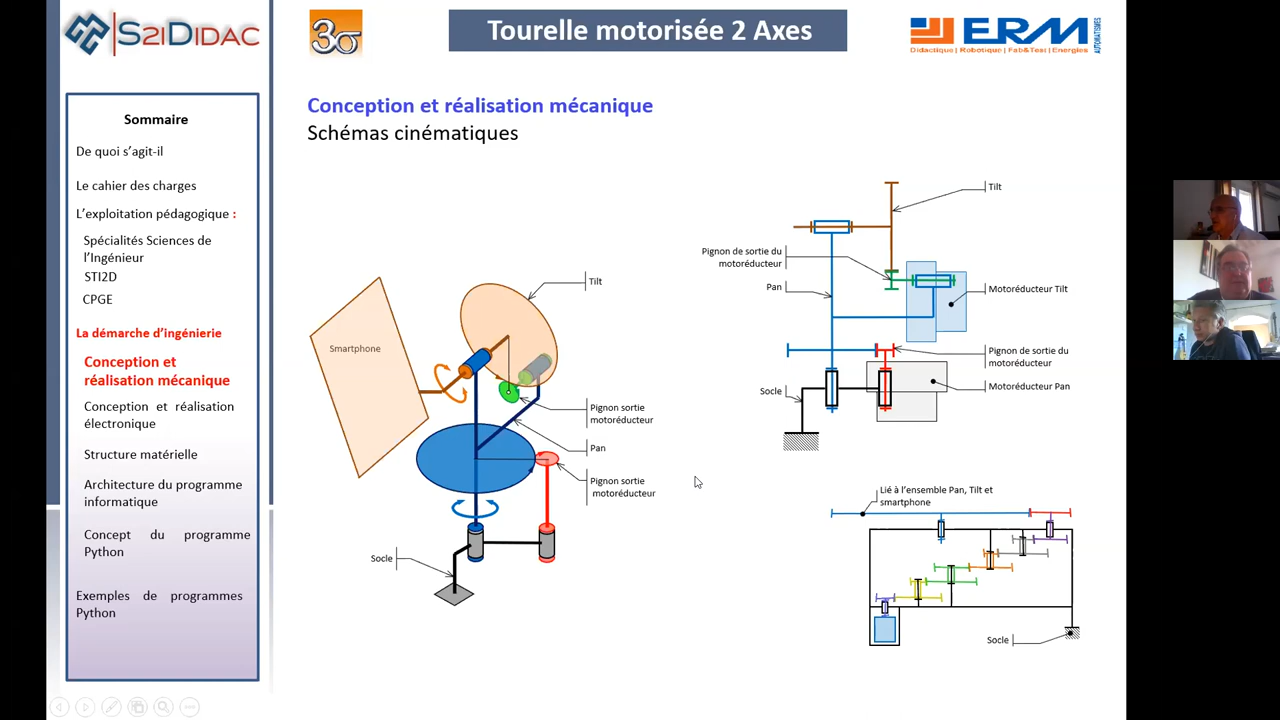 S2IDIDAC
3σ
Tourelle motorisée 2 Axes
ERM
AUTOMATISMES
Didactique | Robotique | Fab&Test | Energies
Sommaire
De quoi s'agit-il
Le cahier des charges
L'exploitation pédagogique :
Spécialités Sciences de
l'Ingénieur
STI2D
CPGE
La démarche d'ingénierie
Conception et
réalisation mécanique
Conception et réalisation
électronique
Structure matérielle
Architecture du programme
informatique
Concept du programme
Python
Exemples de programmes
Python
Conception et réalisation mécanique
Schémas cinématiques
Smartphone
Tilt
Pignon sortie
motoréducteur
Pan
Pignon sortie
motoréducteur
Socle
Tilt
Pignon de sortie du
motoréducteur
Pan
Motoréducteur Tilt
Pignon de sortie du
motoréducteur
Motoréducteur Pan
Socle
Lié à l'ensemble Pan, Tilt et
smartphone
Socle